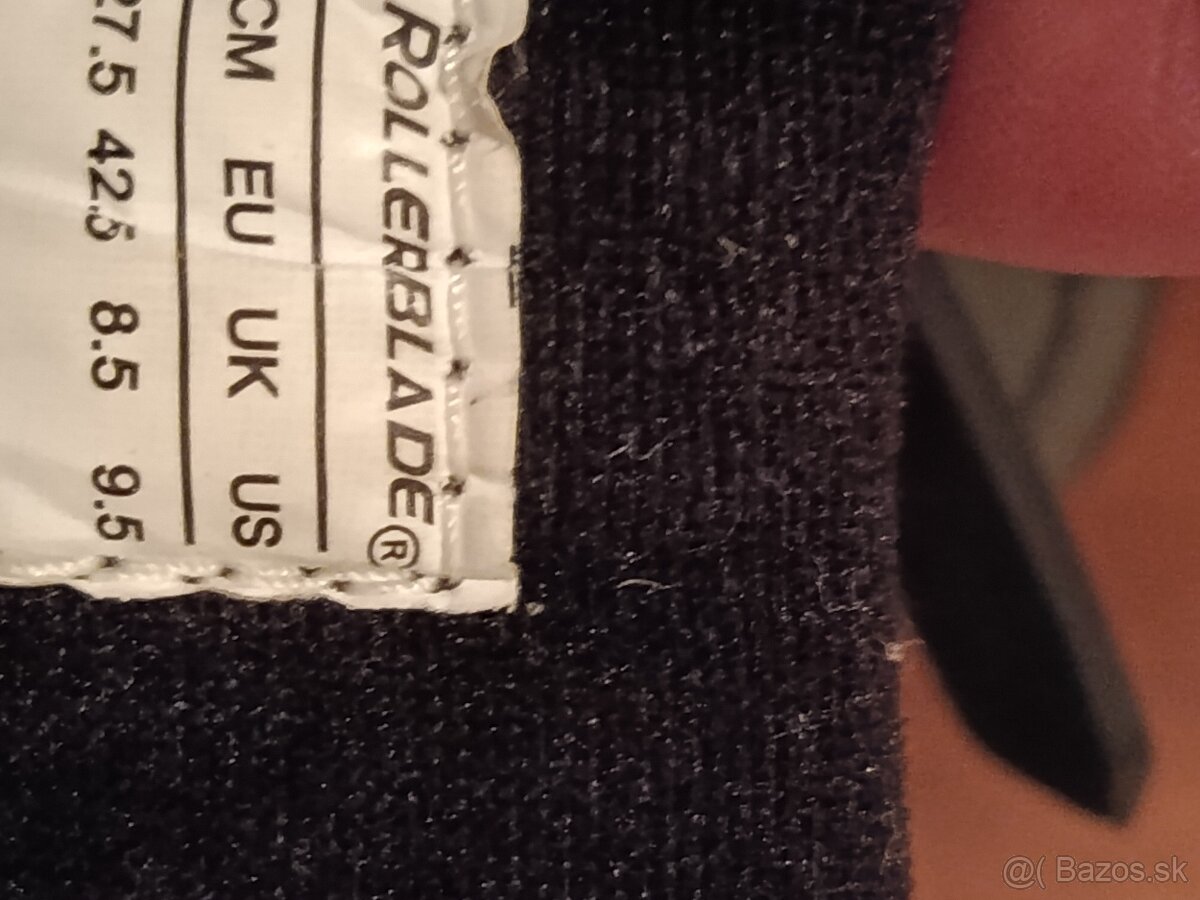 ROLLERBLADE®
CM EU UK US
27.5 42.5 8.5 9.5
@( Bazos.sk